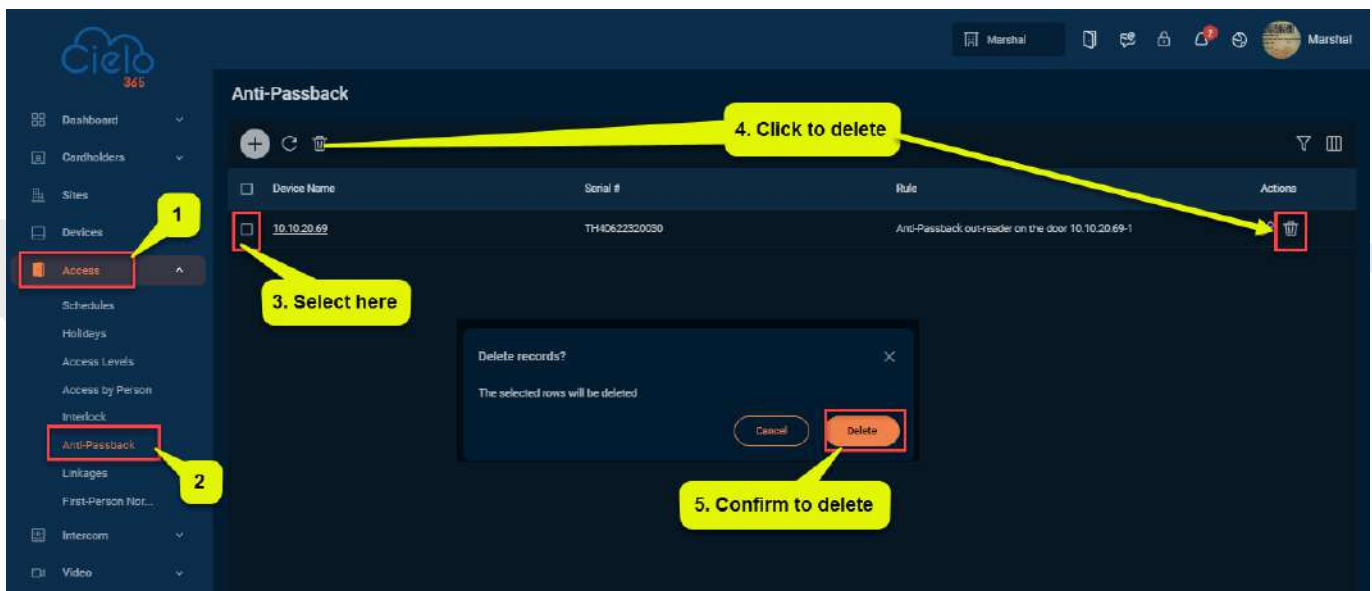 Cielo
365
Marshal
2
Marshal
Anti-Passback
4. Click to delete
Dashboard
Cardholders
Sites
Devices
Access
Schedules
Holidays
Access Levels
Access by Person
Interlock
Anti-Passback
Linkages
First-Person Nor...
Intercom
Video
1
2
Device Name
Serial #
Rule
Actions
10.10.20.69
TH40622320030
Anti-Passback out-reader on the door 10.10.20.69-1
3. Select here
Delete records?
The selected rows will be deleted
Cancel
Delete
5. Confirm to delete